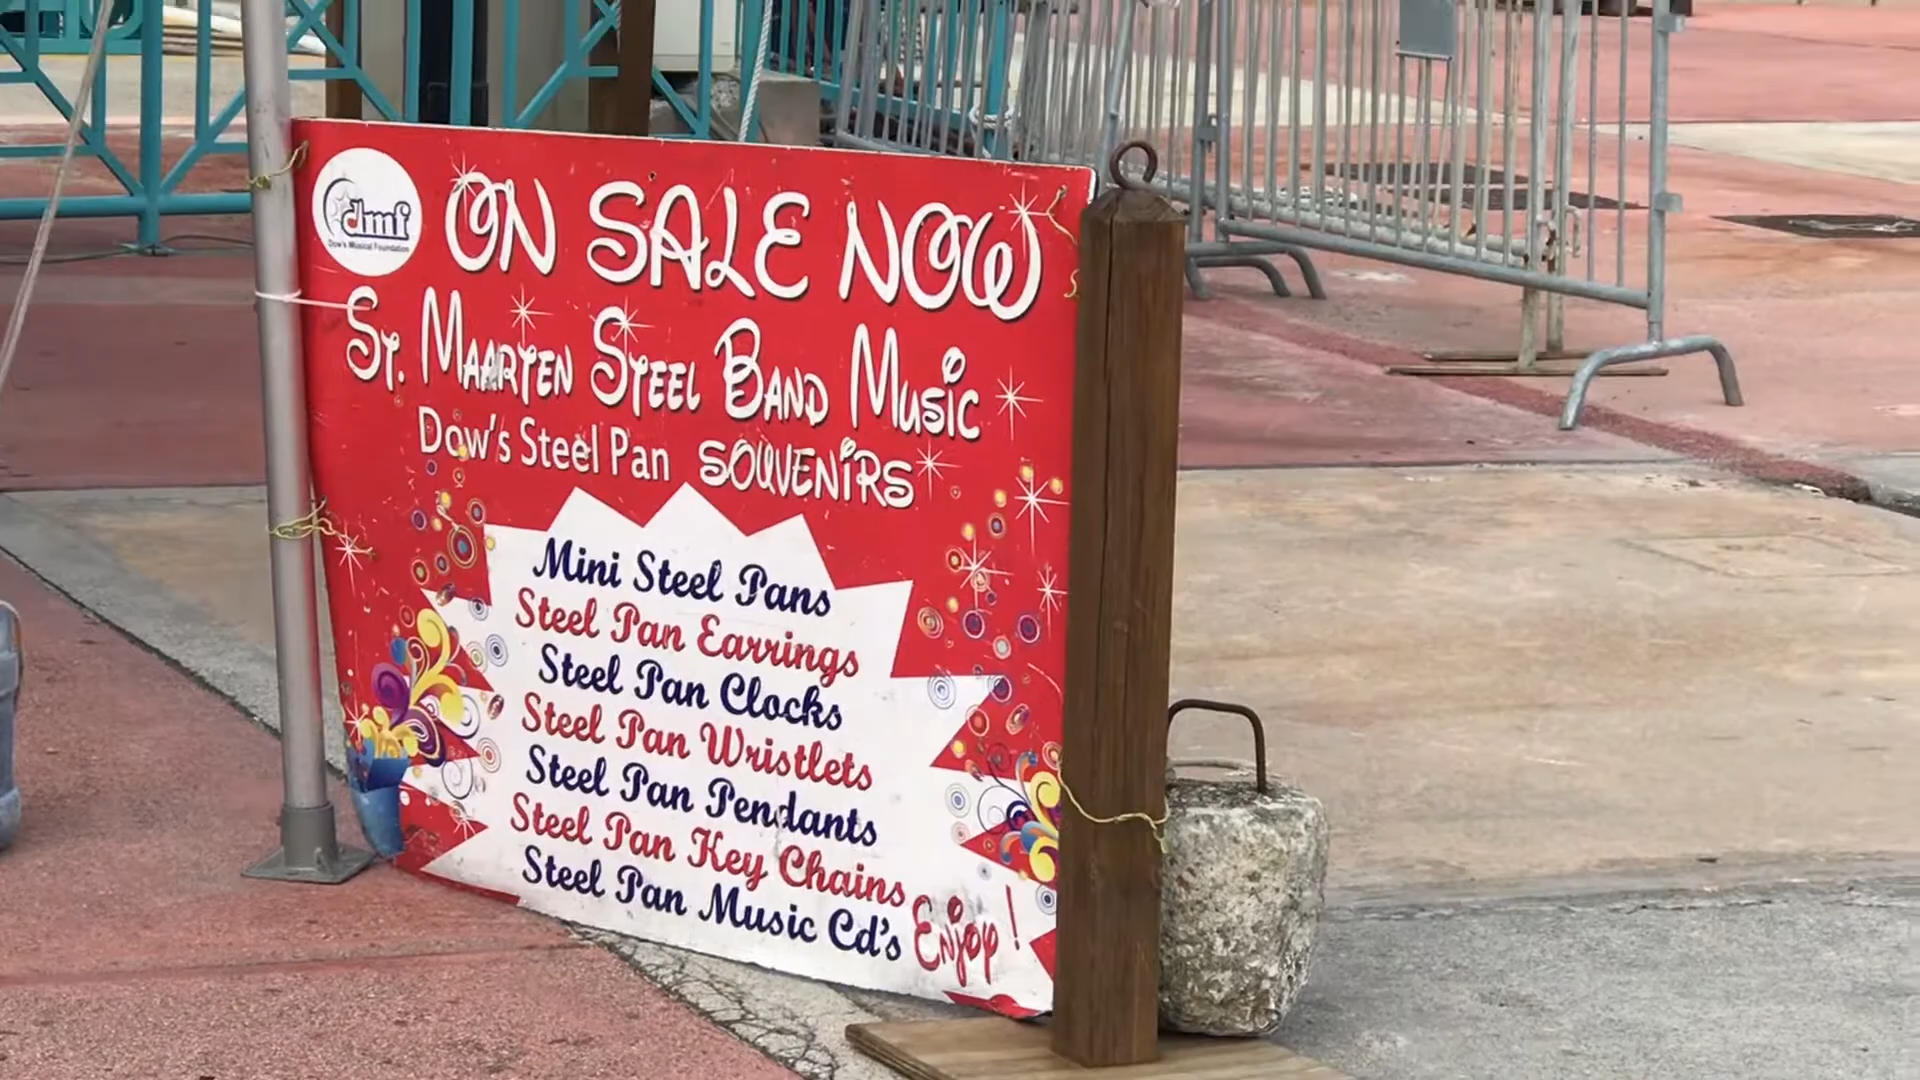 dmf
Dow's Musical Foundation
ON SALE NOW
ST. MAARTEN STEEL BAND MUSIC
Dow's Steel Pan SOUVENIRS
Mini Steel Pans
Steel Pan Earrings
Steel Pan Clocks
Steel Pan Wristlets
Steel Pan Pendants
Steel Pan Key Chains
Steel Pan Music Cd's
Enjoy!